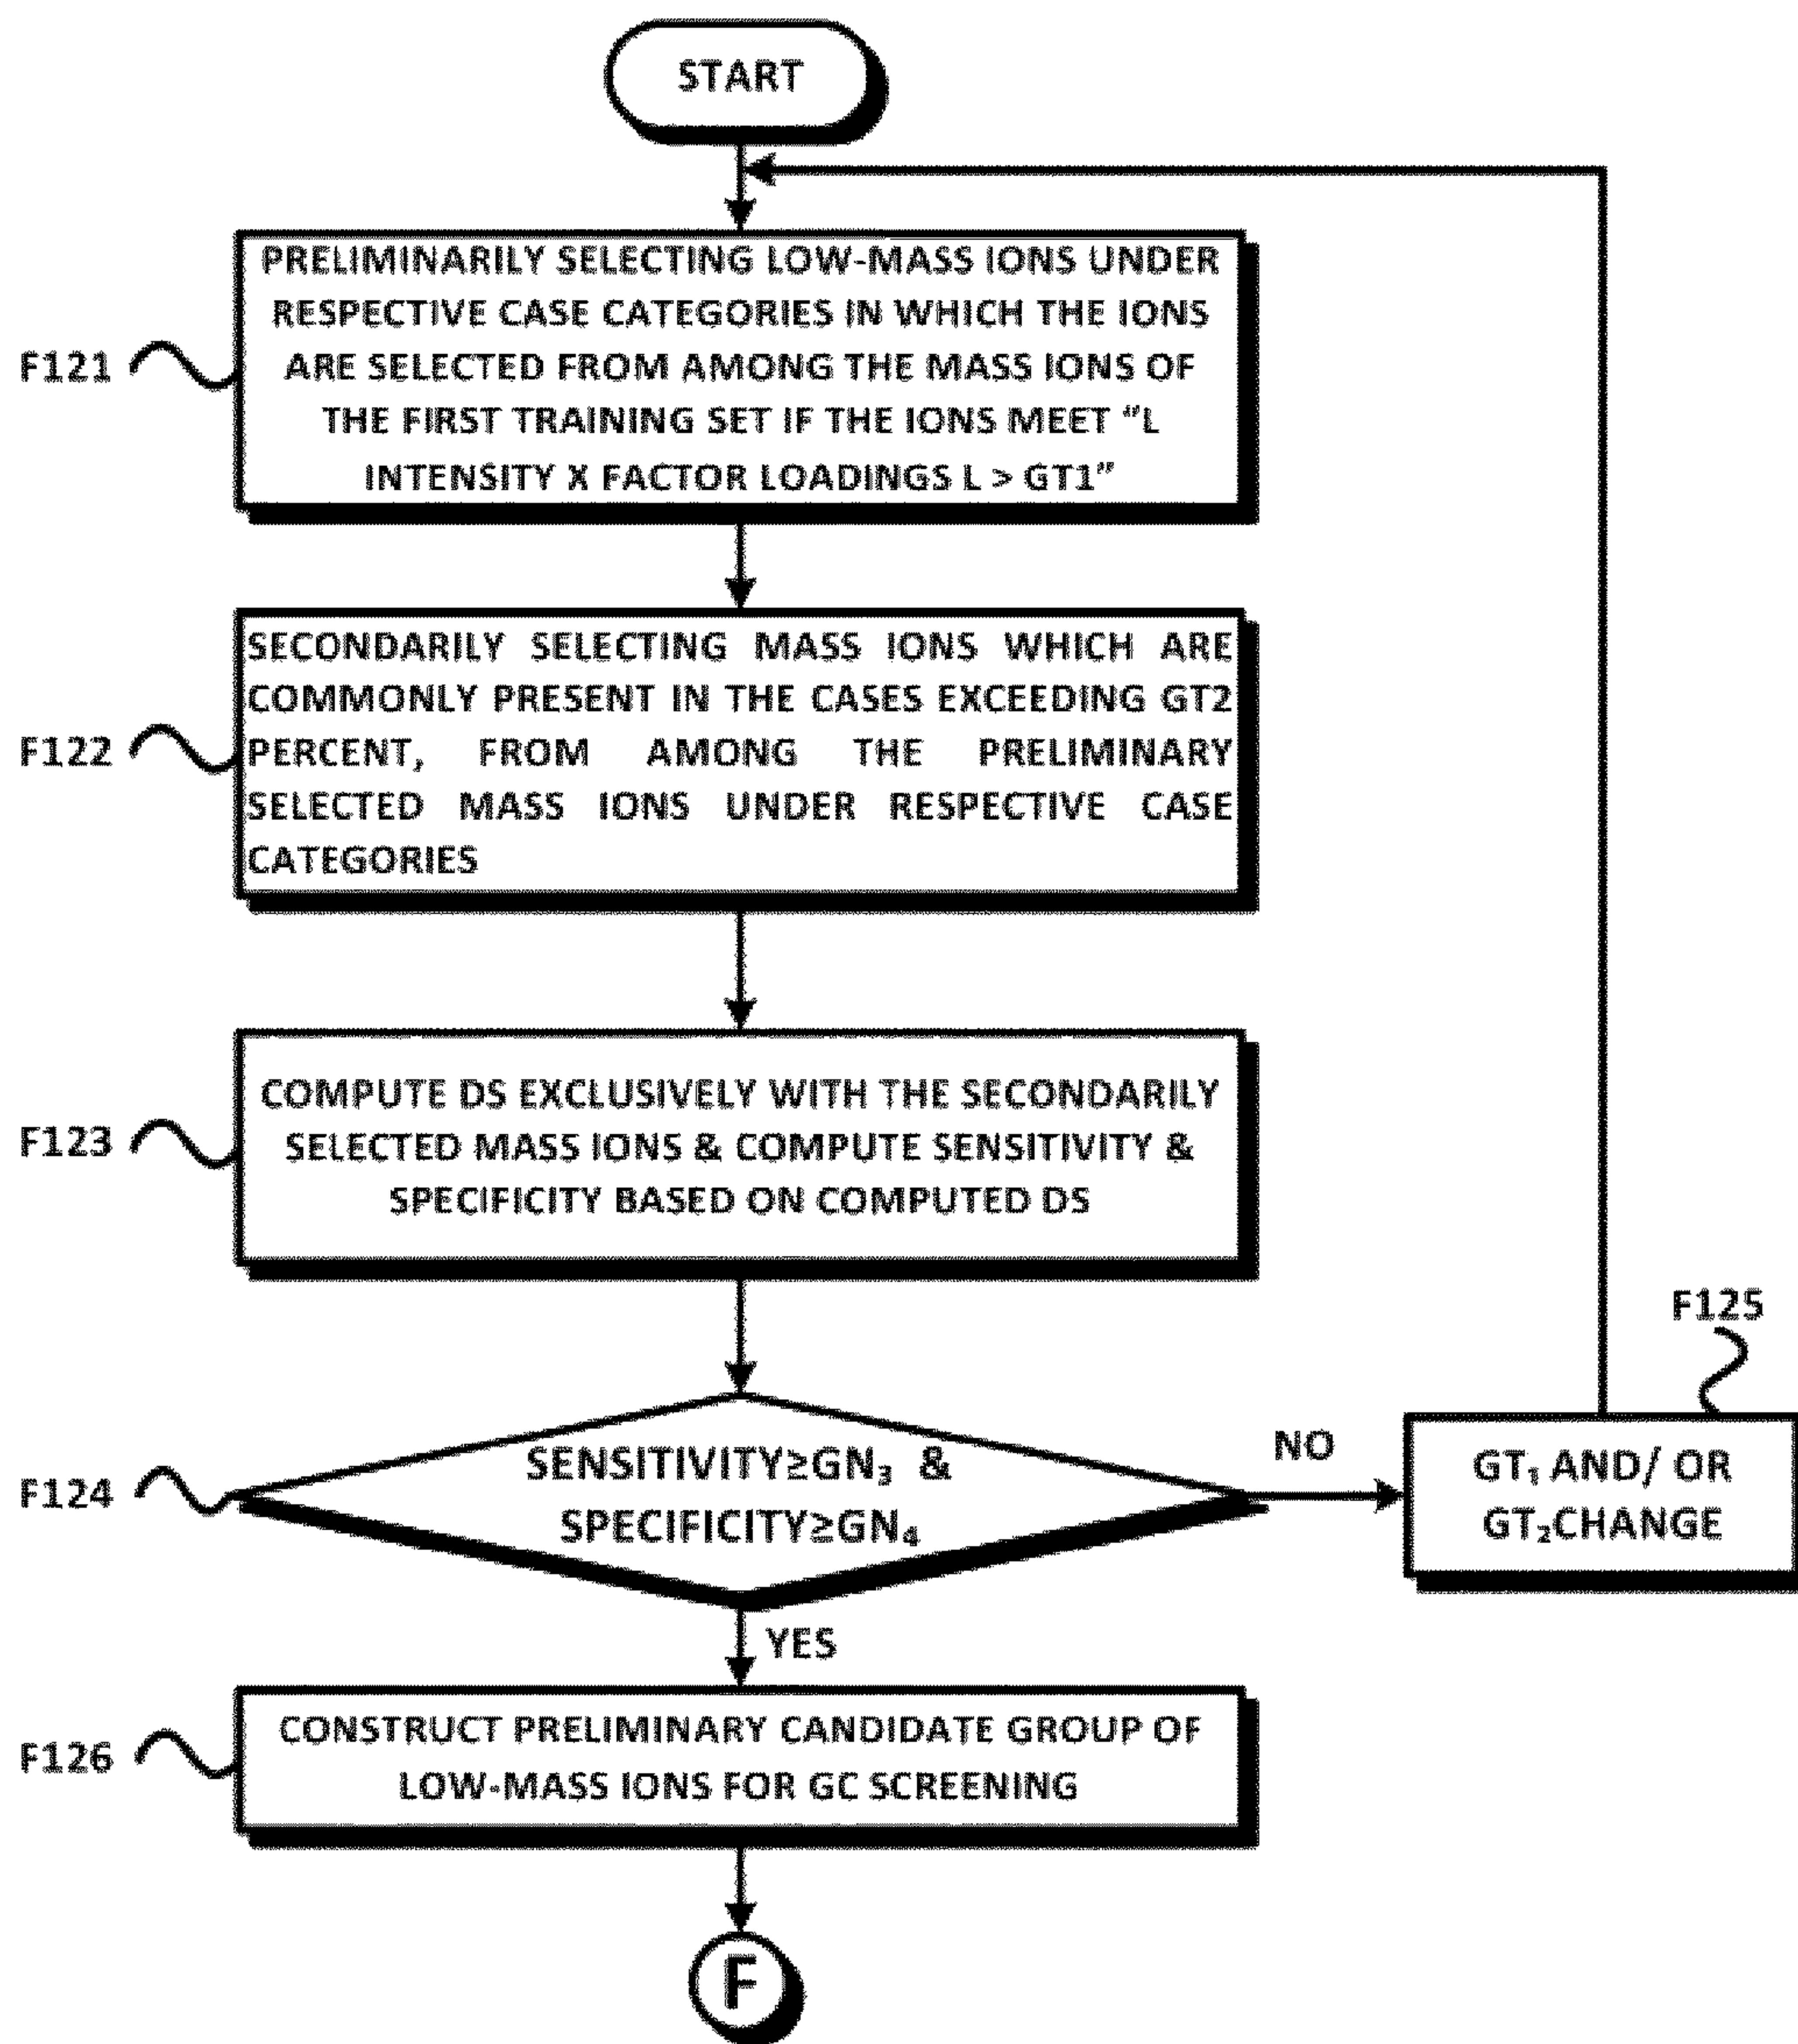 START
PRELIMINARILY SELECTING LOW-MASS IONS UNDER
RESPECTIVE CASE CATEGORIES IN WHICH THE IONS
ARE SELECTED FROM AMONG THE MASS IONS OF
THE FIRST TRAINING SET IF THE IONS MEET "L
INTENSITY X FACTOR LOADINGS L > GT1"
F121
SECONDARILY SELECTING MASS IONS WHICH ARE
COMMONLY PRESENT IN THE CASES EXCEEDING GT2
PERCENT, FROM AMONG THE PRELIMINARY
SELECTED MASS IONS UNDER RESPECTIVE CASE
CATEGORIES
F122
COMPUTE DS EXCLUSIVELY WITH THE SECONDARILY
SELECTED MASS IONS & COMPUTE SENSITIVITY &
SPECIFICITY BASED ON COMPUTED DS
F123
SENSITIVITY≥GN₃ &
SPECIFICITY≥GN₄
F124
NO
F125
GT₁ AND/ OR
GT₂CHANGE
YES
CONSTRUCT PRELIMINARY CANDIDATE GROUP OF
LOW-MASS IONS FOR GC SCREENING
F126
F